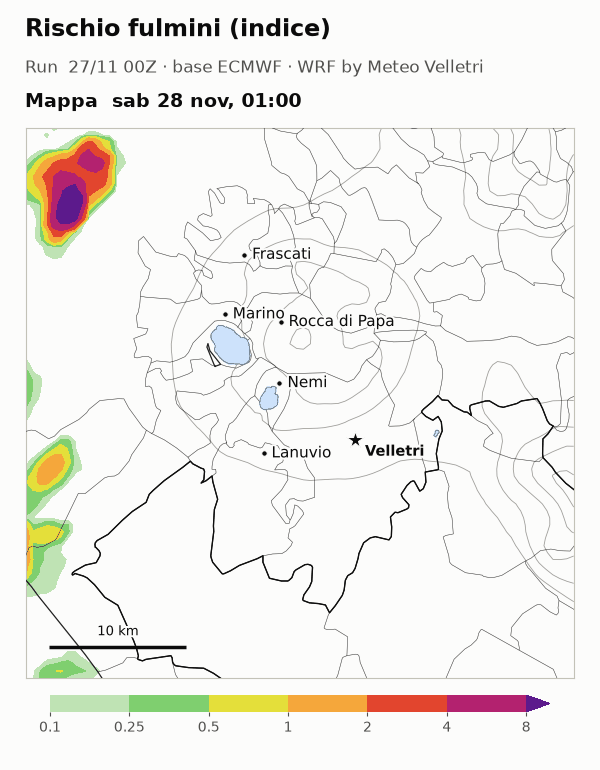 Rischio fulmini (indice)
Run  27/11 00Z · base ECMWF · WRF by Meteo Velletri
Mappa  sab 28 nov, 01:00
Frascati
Marino
Rocca di Papa
Nemi
Velletri
Lanuvio
10 km
0.1 0.25 0.5 1 2 4 8